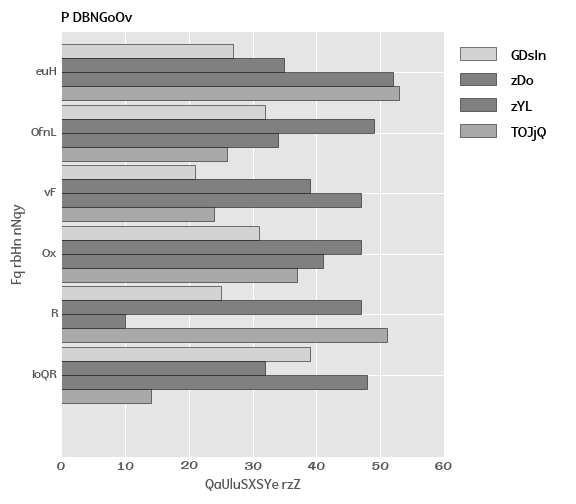 P DBNGoOv
GDsIn
zDo
zYL
TOJjQ
euH
OfnL
vF
Ox
R
loQR
Fq rbHn nNqy
0 10 20 30 40 50 60
QaUluSXSYe rzZ